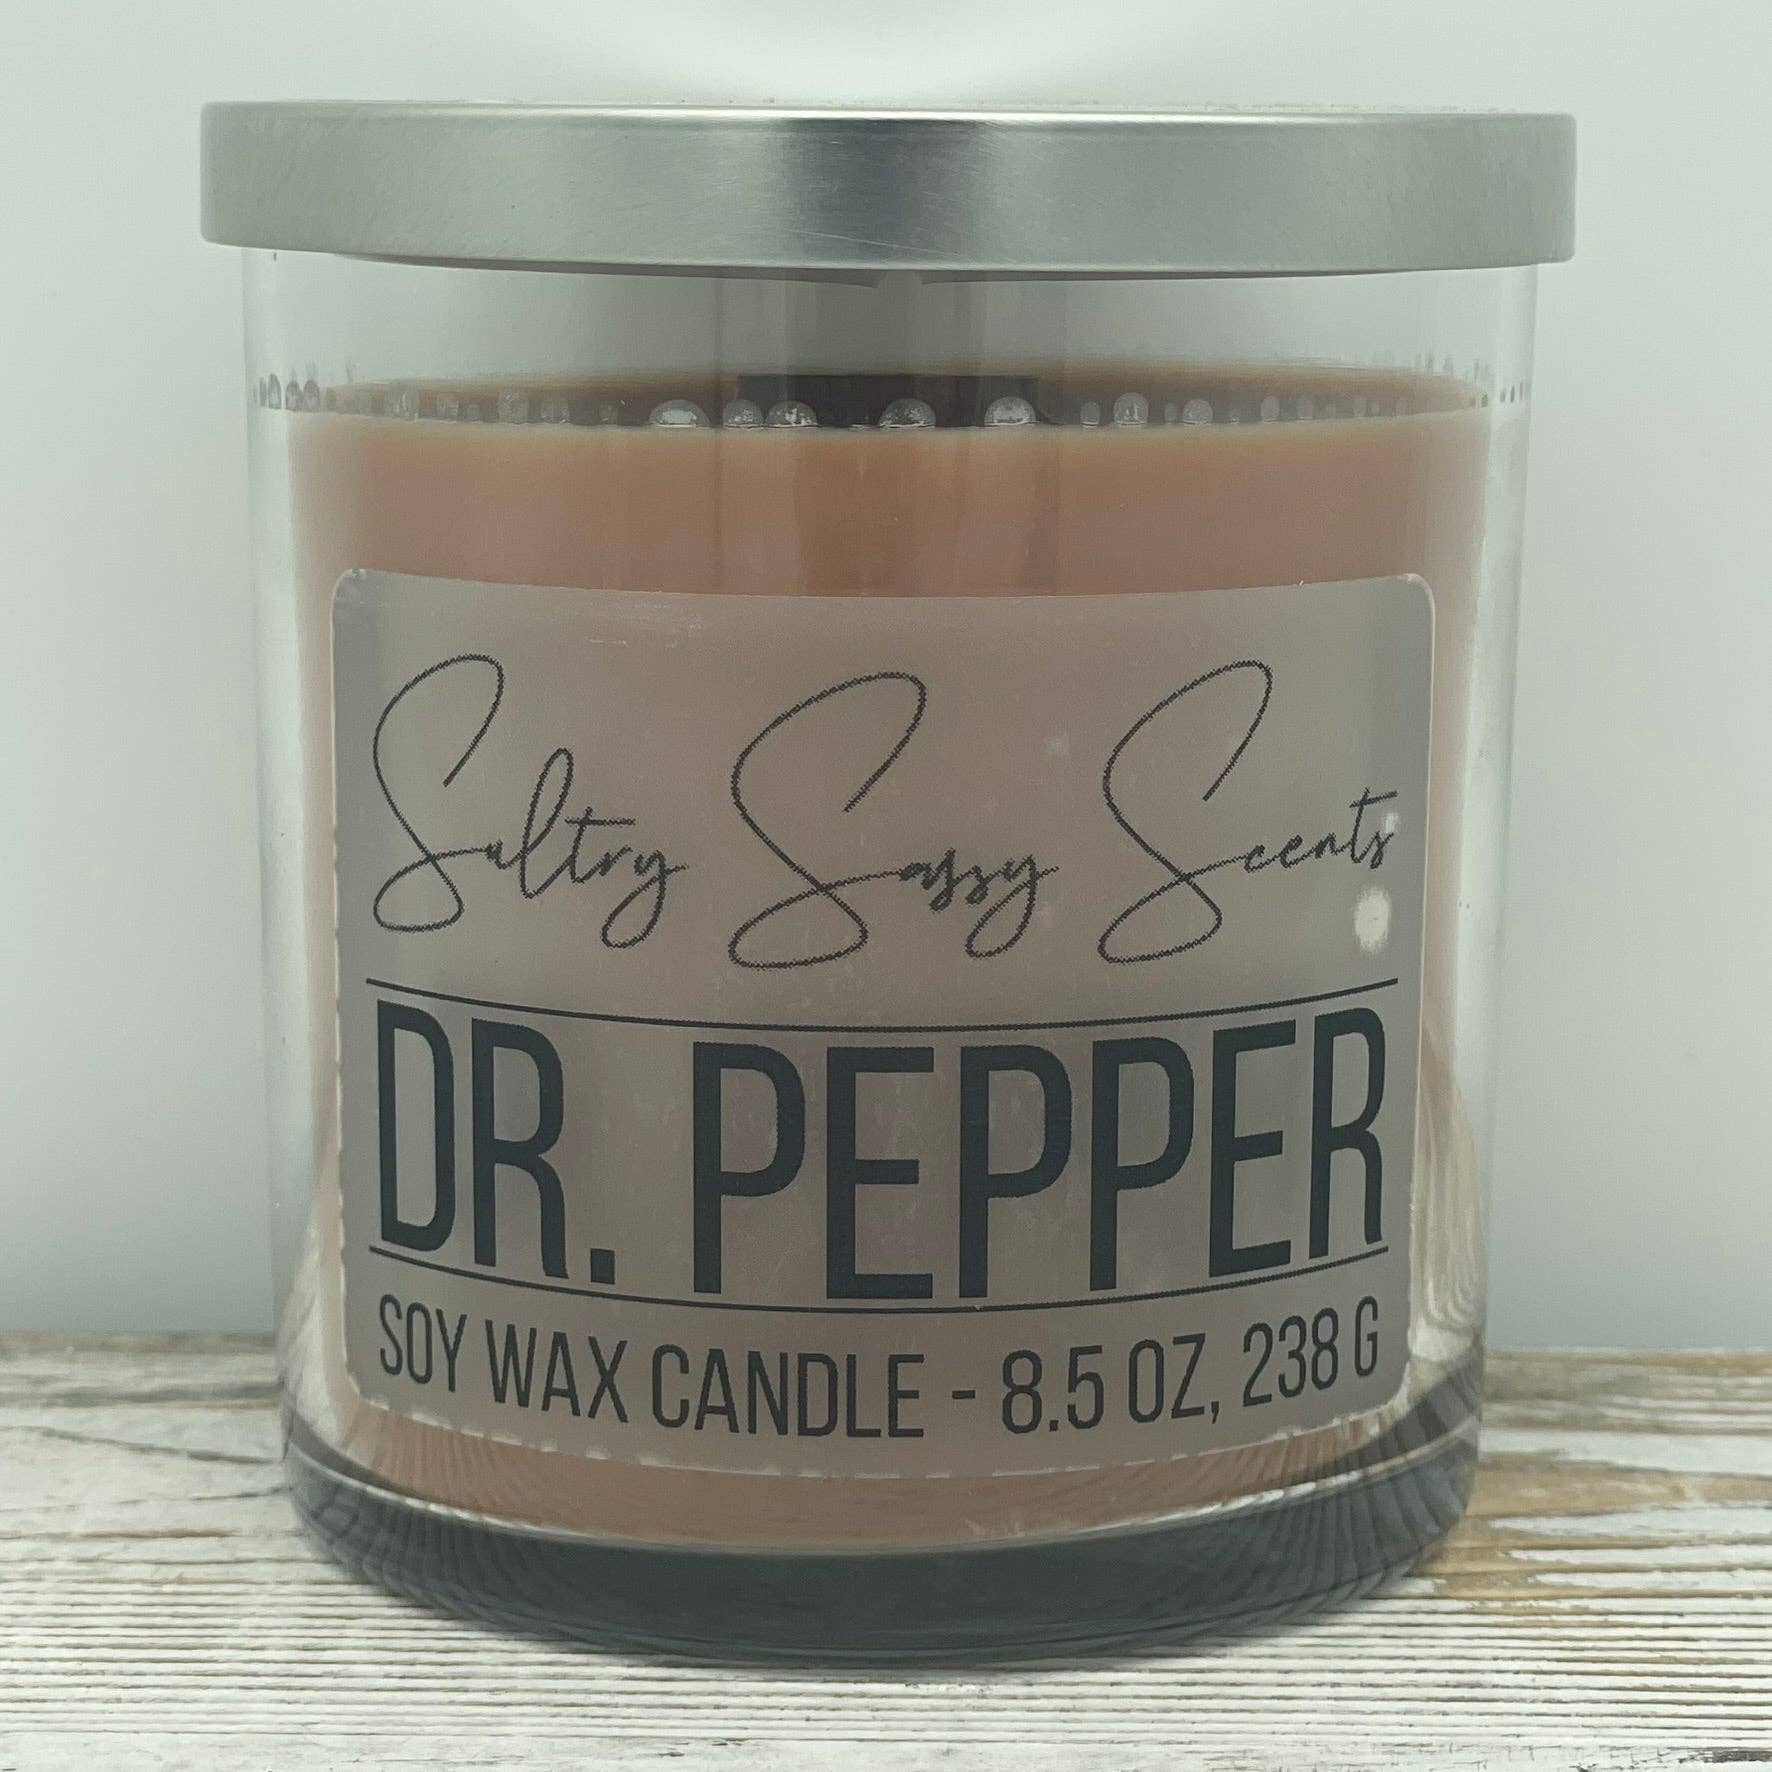 Sultry Sassy Scents
DR. PEPPER
SOY WAX CANDLE - 8.5 OZ, 238 G